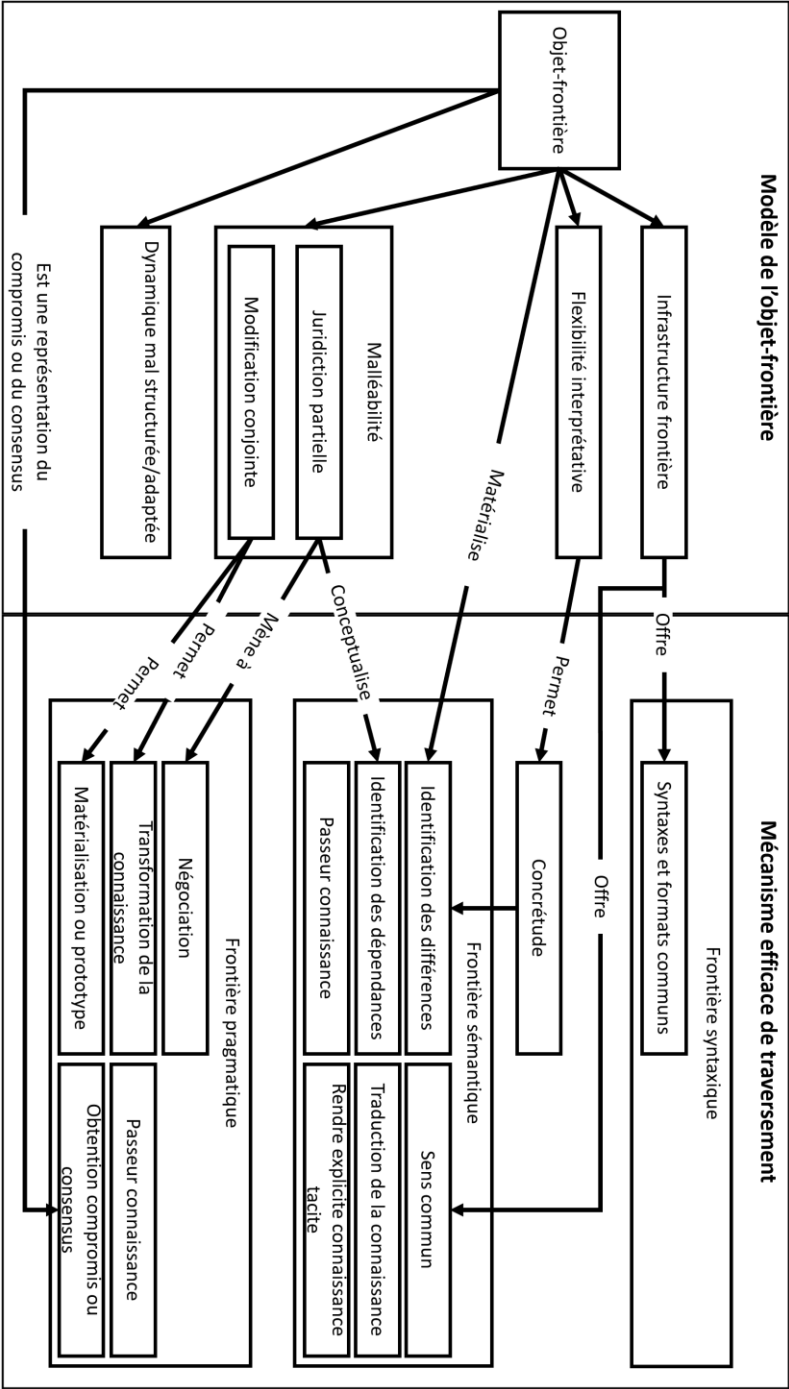 Modèle de l'objet-frontière
Mécanisme efficace de traversement
Objet-frontière
Infrastructure frontière
Offre
Offre
Frontière syntaxique
Syntaxes et formats communs
Flexibilité interprétative
Permet
Concrétude
Matérialise
Malléabilité
Juridiction partielle
Modification conjointe
Conceptualise
Mène à
Permet
Permet
Frontière sémantique
Identification des différences
Sens commun
Identification des dépendances
Traduction de la connaissance
Passeur connaissance
Rendre explicite connaissance
tacite
Dynamique mal structurée/adaptée
Frontière pragmatique
Négociation
Transformation de la
connaissance
Passeur connaissance
Matérialisation ou prototype
Obtention compromis ou
consensus
Est une représentation du
compromis ou du consensus